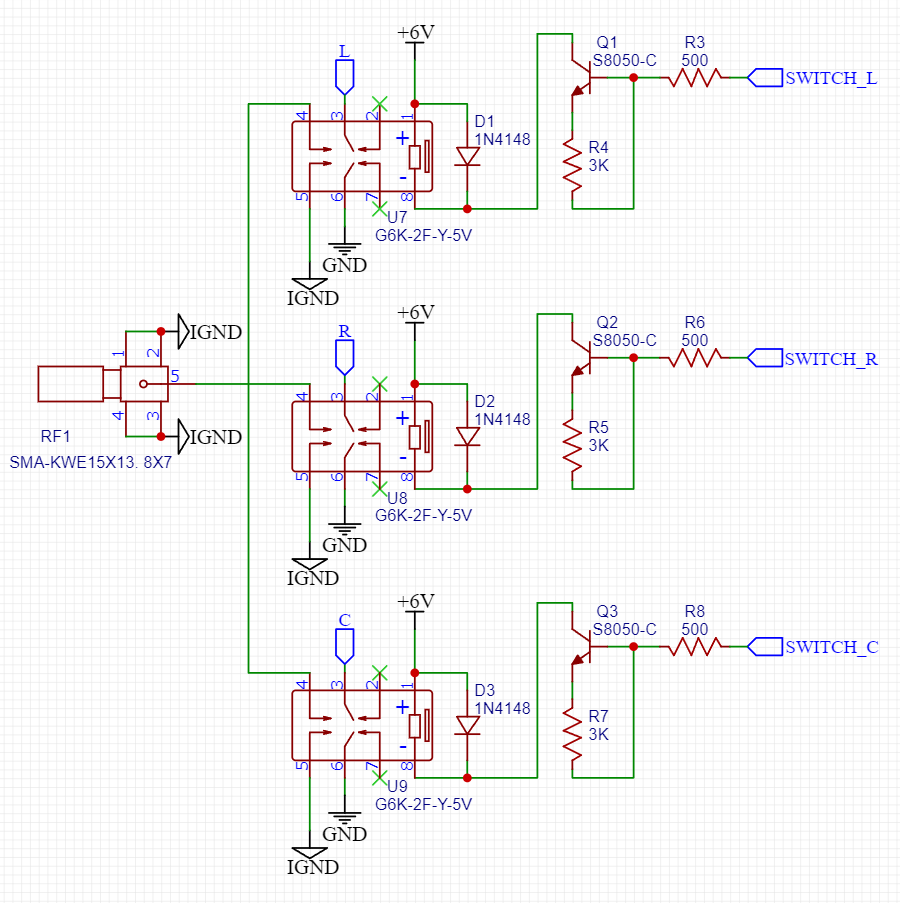 +6V
L
Q1
S8050-C
R3
500
SWITCH_L
4
3
2
1
D1
1N4148
+
-
R4
3K
5
6
7
8
U7
G6K-2F-Y-5V
GND
IGND
+6V
R
Q2
S8050-C
R6
500
SWITCH_R
1
2
IGND
5
4
3
IGND
RF1
SMA-KWE15X13. 8X7
4
3
2
1
D2
1N4148
+
-
R5
3K
5
6
7
8
U8
G6K-2F-Y-5V
GND
IGND
+6V
C
Q3
S8050-C
R8
500
SWITCH_C
4
3
2
1
D3
1N4148
+
-
R7
3K
5
6
7
8
U9
G6K-2F-Y-5V
GND
IGND